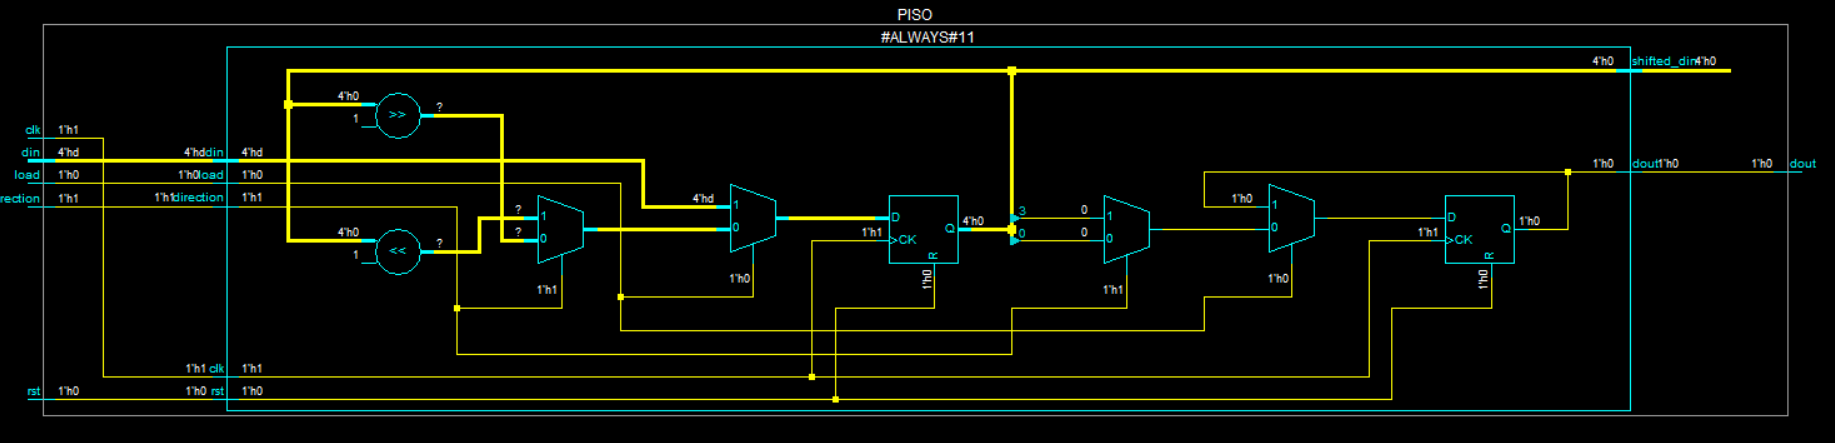 PISO
#ALWAYS#11
4'h0 shifted_din4'h0
4'h0 >> ?
1
clk 1'h1
din 4'hd 4'hddin 4'hd
load 1'h0 1'h0load 1'h0
rection 1'h1 1'h1direction 1'h1
4'h0 dout1'h0 1'h0 dout
4'hd 1
0
? 1
? 0
4'h0 << ?
1
1'h1
1'h0
D
Q 4'h0
1'h1 CK
R
1'h0
3 0 1
0 0 0
1'h1
1'h0 1
0
1'h0
D
Q 1'h0
1'h1 CK
R
1'h0
1'h1 clk 1'h1
rst 1'h0 1'h0 rst 1'h0